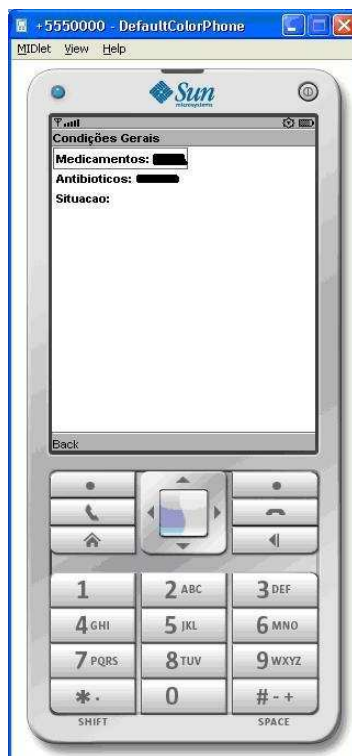 +5550000 - DefaultColorPhone
MIDlet View Help
Sun
microsystems
Condições Gerais
Medicamentos:
Antibioticos:
Situacao:
Back
1 2 ABC 3 DEF
4 GHI 5 JKL 6 MNO
7 PQRS 8 TUV 9 WXYZ
* . 0 # - +
SHIFT SPACE